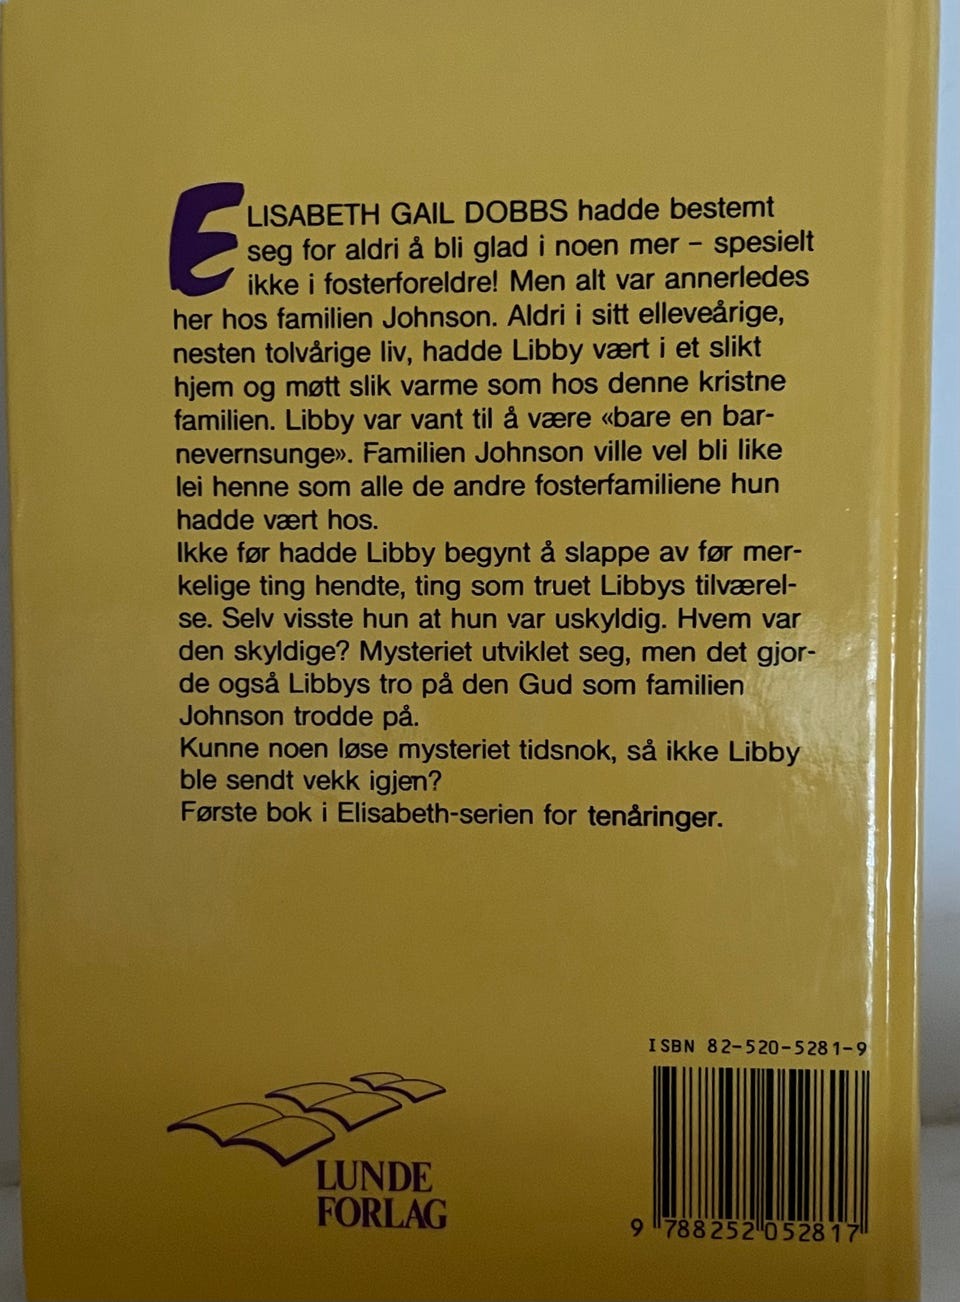 ELISABETH GAIL DOBBS hadde bestemt
seg for aldri å bli glad i noen mer – spesielt
ikke i fosterforeldre! Men alt var annerledes
her hos familien Johnson. Aldri i sitt elleveårige,
nesten tolvårige liv, hadde Libby vært i et slikt
hjem og møtt slik varme som hos denne kristne
familien. Libby var vant til å være «bare en bar-
nevernsunge». Familien Johnson ville vel bli like
lei henne som alle de andre fosterfamiliene hun
hadde vært hos.
Ikke før hadde Libby begynt å slappe av før mer-
kelige ting hendte, ting som truet Libbys tilværel-
se. Selv visste hun at hun var uskyldig. Hvem var
den skyldige? Mysteriet utviklet seg, men det gjor-
de også Libbys tro på den Gud som familien
Johnson trodde på.
Kunne noen løse mysteriet tidsnok, så ikke Libby
ble sendt vekk igjen?
Første bok i Elisabeth-serien for tenåringer.
ISBN 82-520-5281-9
LUNDE
FORLAG
9 788252 052817